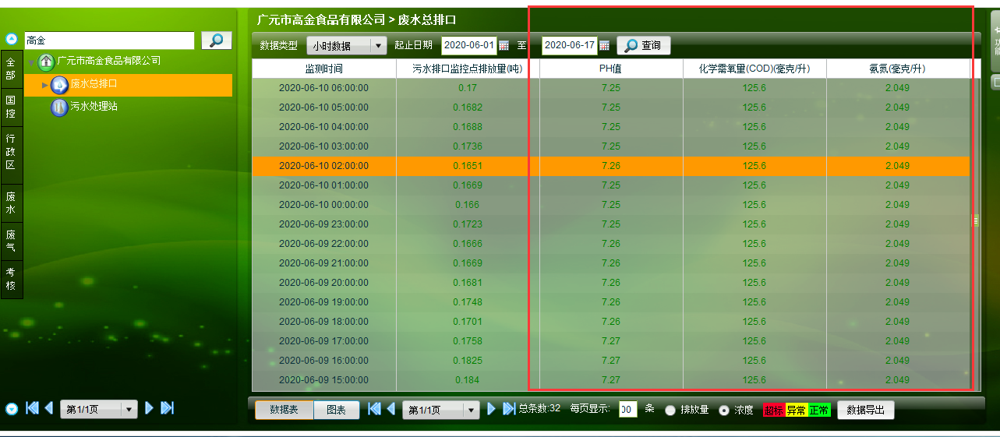 广元市高金食品有限公司 > 废水总排口
高金
数据类型 小时数据 起止日期 2020-06-01 至 2020-06-17 查询
全部
国控
行政区
废水
废气
考核
广元市高金食品有限公司
废水总排口
污水处理站
第1/1页
功能
监测时间 污水排口监控点排放量(吨) PH值 化学需氧量(COD)(毫克/升) 氨氮(毫克/升)
2020-06-10 06:00:00 0.17 7.25 125.6 2.049
2020-06-10 05:00:00 0.1682 7.25 125.6 2.049
2020-06-10 04:00:00 0.1688 7.25 125.6 2.049
2020-06-10 03:00:00 0.1736 7.25 125.6 2.049
2020-06-10 02:00:00 0.1651 7.26 125.6 2.049
2020-06-10 01:00:00 0.1669 7.25 125.6 2.049
2020-06-10 00:00:00 0.166 7.25 125.6 2.049
2020-06-09 23:00:00 0.1723 7.25 125.6 2.049
2020-06-09 22:00:00 0.1666 7.26 125.6 2.049
2020-06-09 21:00:00 0.1669 7.26 125.6 2.049
2020-06-09 20:00:00 0.1681 7.26 125.6 2.049
2020-06-09 19:00:00 0.1748 7.26 125.6 2.049
2020-06-09 18:00:00 0.1701 7.26 125.6 2.049
2020-06-09 17:00:00 0.1758 7.27 125.6 2.049
2020-06-09 16:00:00 0.1825 7.27 125.6 2.049
2020-06-09 15:00:00 0.184 7.27 125.6 2.049
数据表 图表 第1/1页 总条数:32 每页显示: 00 条 排放量 浓度 超标 异常 正常 数据导出